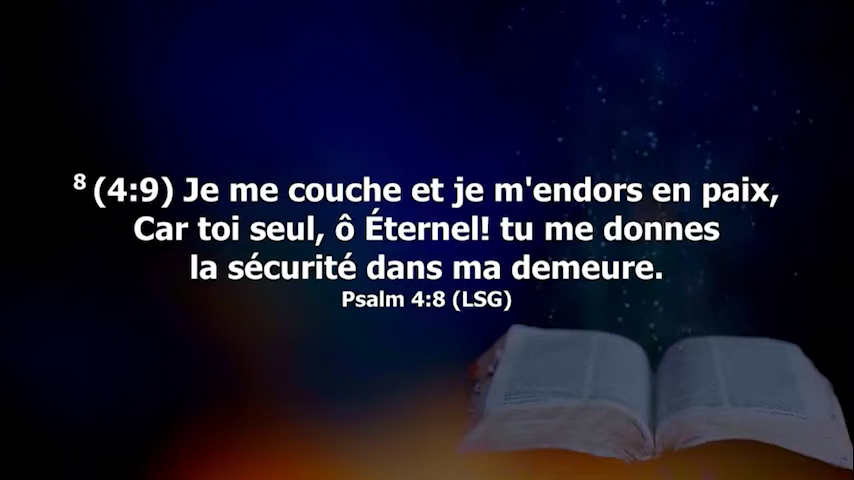 8 (4:9) Je me couche et je m'endors en paix,
Car toi seul, ô Éternel! tu me donnes
la sécurité dans ma demeure.
Psalm 4:8 (LSG)